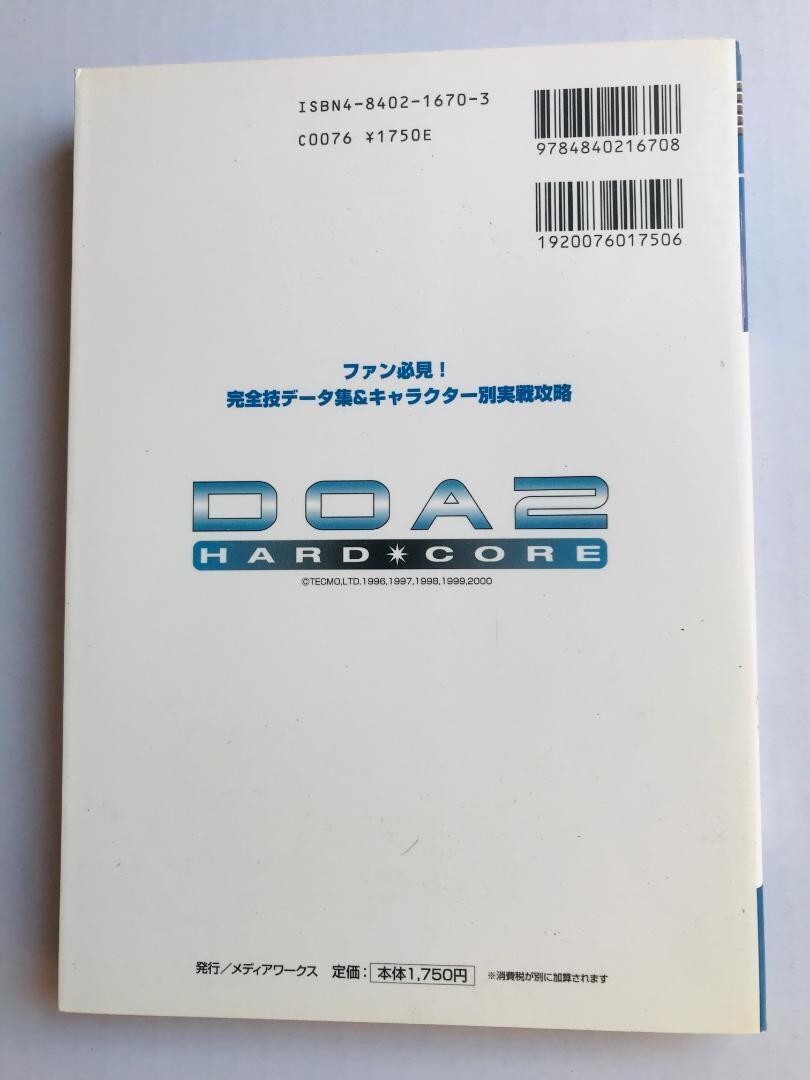 ISBN4-8402-1670-3
C0076 ¥1750E
9784840216708
1920076017506
ファン必見！
完全技データ集&キャラクター別実戦攻略
DOA2
HARD＊CORE
©TECMO,LTD.1996,1997,1998,1999,2000
発行／メディアワークス 定価：本体1,750円 ※消費税が別に加算されます